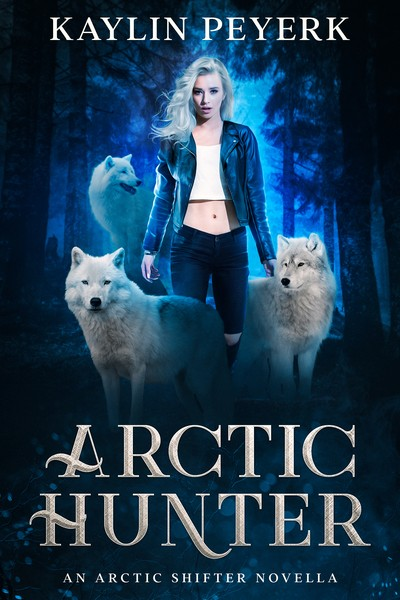 KAYLIN PEYERK
ARCTIC
HUNTER
AN ARCTIC SHIFTER NOVELLA